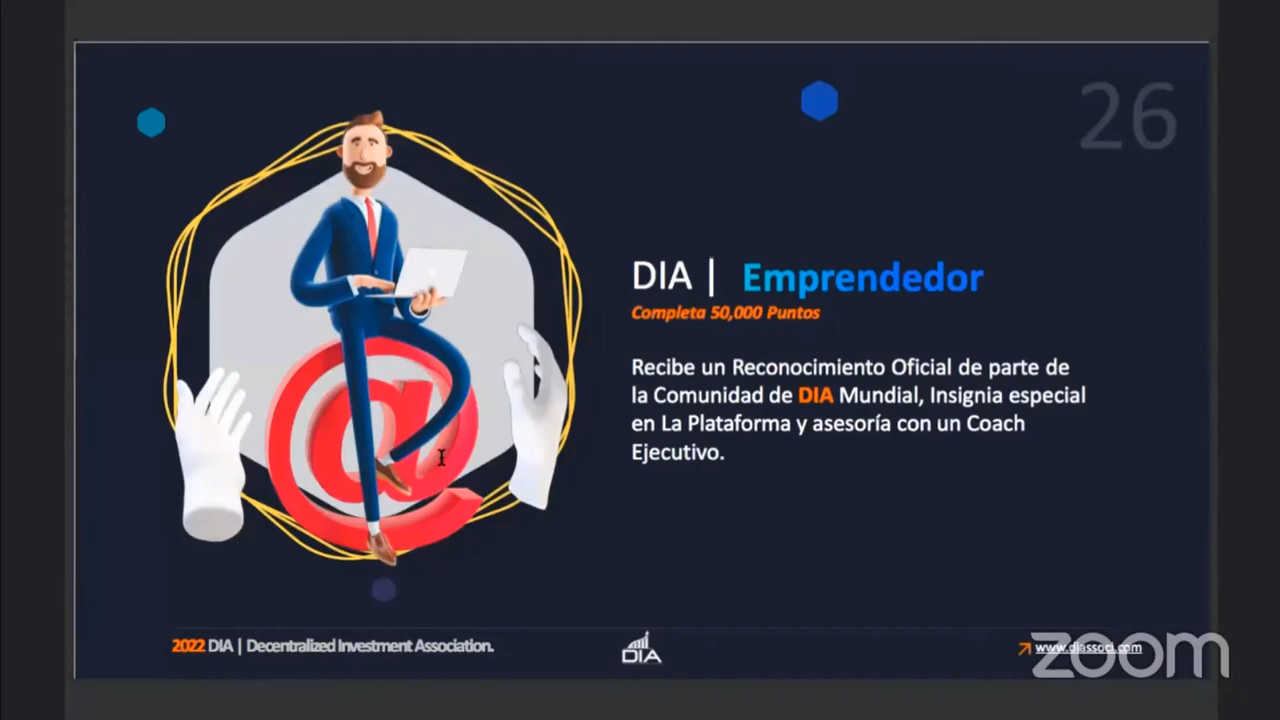 26
DIA | Emprendedor
Completa 50,000 Puntos
Recibe un Reconocimiento Oficial de parte de
la Comunidad de DIA Mundial, Insignia especial
en La Plataforma y asesoría con un Coach
Ejecutivo.
2022 DIA | Decentralized Investment Association.
DIA
www.diassoci.com
zoom